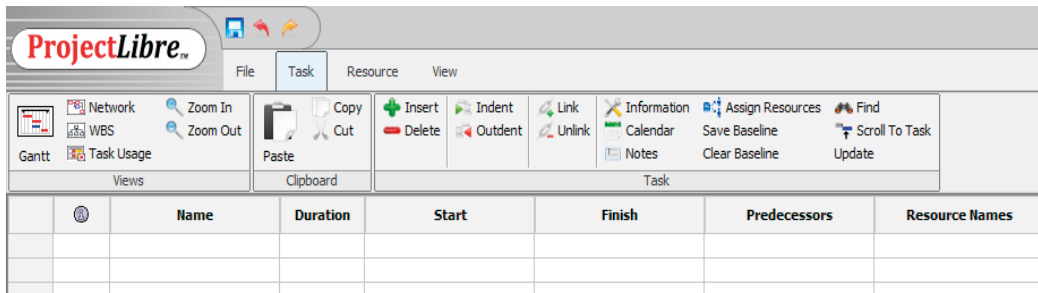 ProjectLibre™
File Task Resource View
Network Zoom In Copy Insert Indent Link Information Assign Resources Find
WBS Zoom Out Cut Delete Outdent Unlink Calendar Save Baseline Scroll To Task
Gantt Task Usage Paste Notes Clear Baseline Update
Views Clipboard Task
Name Duration Start Finish Predecessors Resource Names